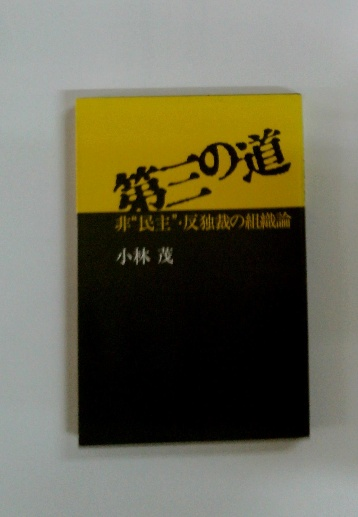 第三の道
非“民主”・反独裁の組織論
小林 茂